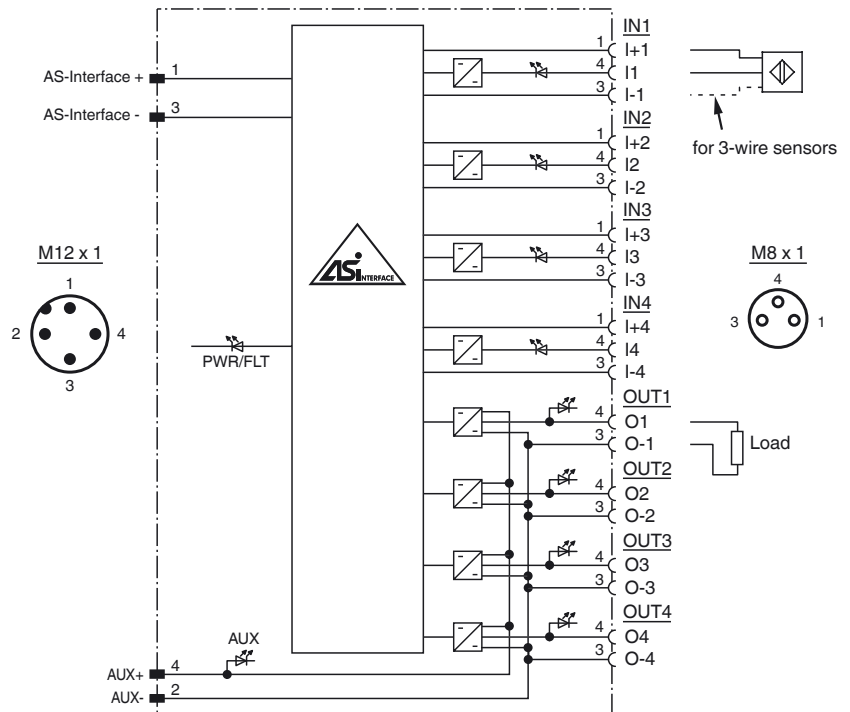 IN1
1 I+1
AS-Interface + 1
4 I1
3 I-1
AS-Interface - 3
IN2
1 I+2
for 3-wire sensors
4 I2
3 I-2
IN3
1 I+3
M12 x 1
M8 x 1
4 I3
ASi INTERFACE
3 I-3
1
4
IN4
2 4
3 1
1 I+4
4 I4
PWR/FLT
3 I-4
3
OUT1
4 O1
3 O-1
Load
OUT2
4 O2
3 O-2
OUT3
4 O3
3 O-3
OUT4
AUX
4 O4
3 O-4
AUX+ 4
AUX- 2